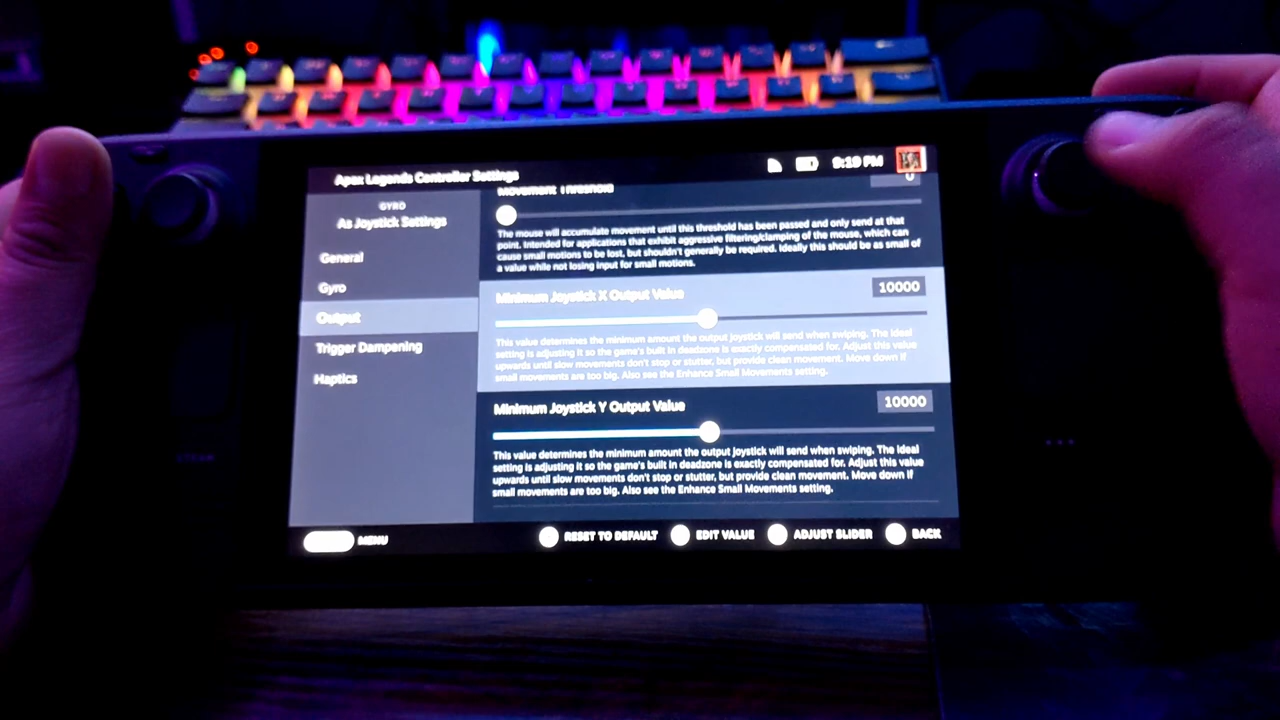 Apex Legends Controller Settings
9:19 PM
GYRO
As Joystick Settings
General
Gyro
Output
Trigger Dampening
Haptics
Movement Threshold
0
The mouse will accumulate movement until this threshold has been passed and only send at that
point. Intended for applications that exhibit aggressive filtering/clamping of the mouse, which can
cause small motions to be lost, but shouldn't generally be required. Ideally this should be as small of
a value while not losing input for small motions.
Minimum Joystick X Output Value
10000
This value determines the minimum amount the output joystick will send when swiping. The ideal
setting is adjusting it so the game's built in deadzone is exactly compensated for. Adjust this value
upwards until slow movements don't stop or stutter, but provide clean movement. Move down if
small movements are too big. Also see the Enhance Small Movements setting.
Minimum Joystick Y Output Value
10000
This value determines the minimum amount the output joystick will send when swiping. The ideal
setting is adjusting it so the game's built in deadzone is exactly compensated for. Adjust this value
upwards until slow movements don't stop or stutter, but provide clean movement. Move down if
small movements are too big. Also see the Enhance Small Movements setting.
STEAM
MENU
RESET TO DEFAULT
EDIT VALUE
ADJUST SLIDER
BACK